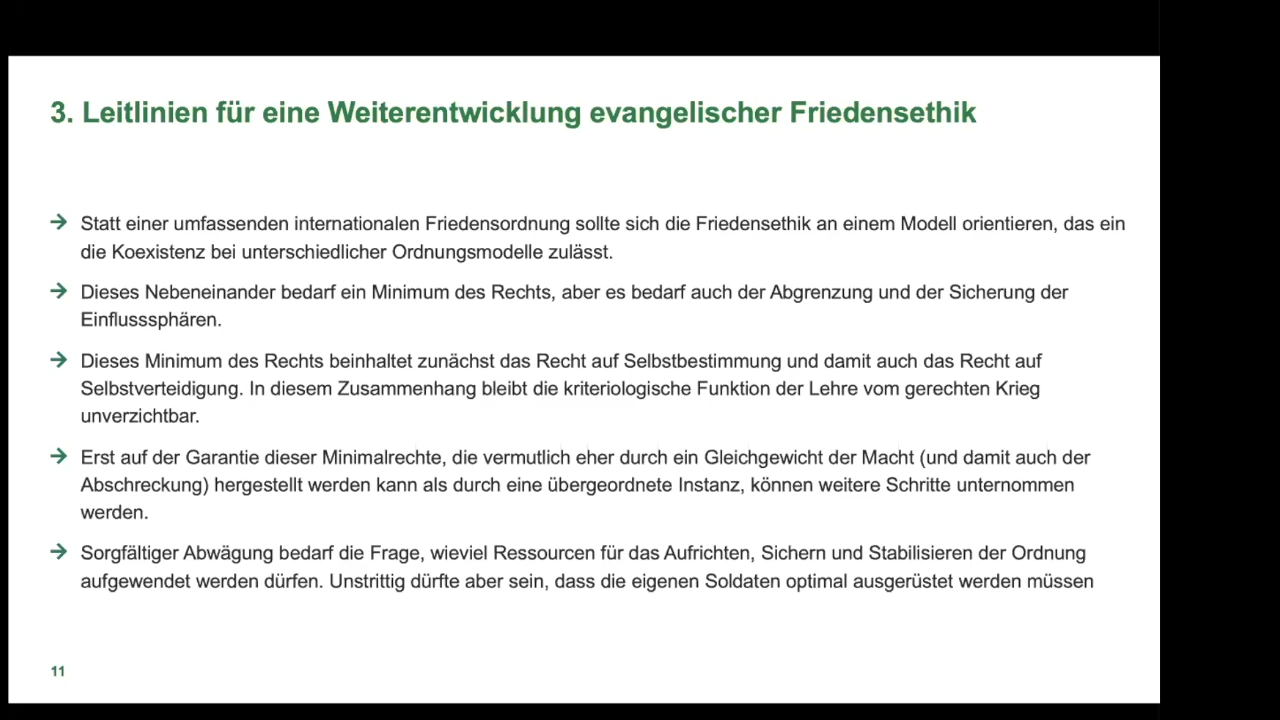 3. Leitlinien für eine Weiterentwicklung evangelischer Friedensethik
→ Statt einer umfassenden internationalen Friedensordnung sollte sich die Friedensethik an einem Modell orientieren, das ein
die Koexistenz bei unterschiedlicher Ordnungsmodelle zulässt.
→ Dieses Nebeneinander bedarf ein Minimum des Rechts, aber es bedarf auch der Abgrenzung und der Sicherung der
Einflusssphären.
→ Dieses Minimum des Rechts beinhaltet zunächst das Recht auf Selbstbestimmung und damit auch das Recht auf
Selbstverteidigung. In diesem Zusammenhang bleibt die kriteriologische Funktion der Lehre vom gerechten Krieg
unverzichtbar.
→ Erst auf der Garantie dieser Minimalrechte, die vermutlich eher durch ein Gleichgewicht der Macht (und damit auch der
Abschreckung) hergestellt werden kann als durch eine übergeordnete Instanz, können weitere Schritte unternommen
werden.
→ Sorgfältiger Abwägung bedarf die Frage, wieviel Ressourcen für das Aufrichten, Sichern und Stabilisieren der Ordnung
aufgewendet werden dürfen. Unstrittig dürfte aber sein, dass die eigenen Soldaten optimal ausgerüstet werden müssen
11